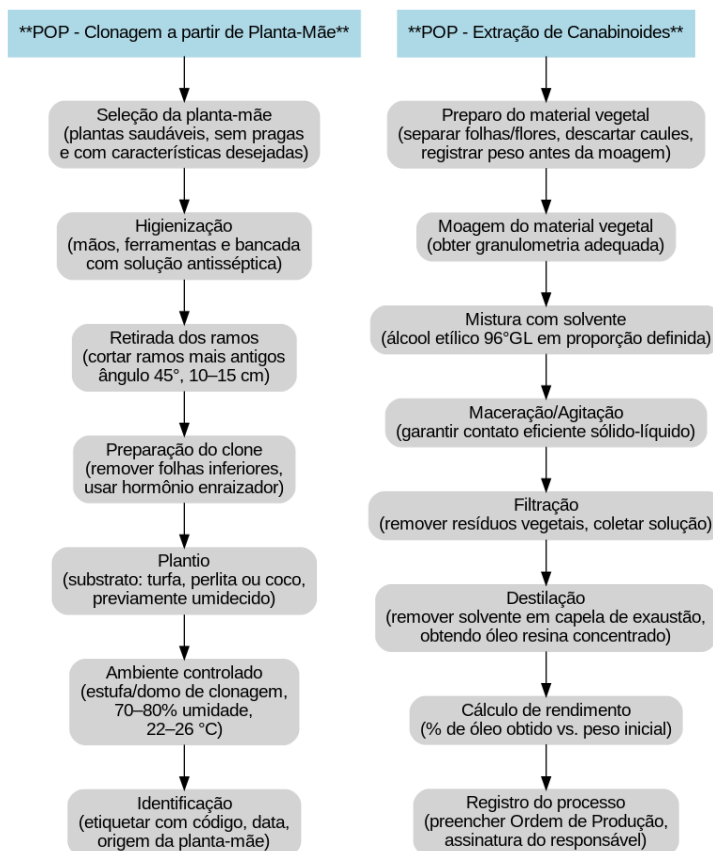 **POP - Clonagem a partir de Planta-Mãe**
Seleção da planta-mãe
(plantas saudáveis, sem pragas
e com características desejadas)
Higienização
(mãos, ferramentas e bancada
com solução antisséptica)
Retirada dos ramos
(cortar ramos mais antigos
ângulo 45°, 10–15 cm)
Preparação do clone
(remover folhas inferiores,
usar hormônio enraizador)
Plantio
(substrato: turfa, perlita ou coco,
previamente umidecido)
Ambiente controlado
(estufa/domo de clonagem,
70–80% umidade,
22–26 °C)
Identificação
(etiquetar com código, data,
origem da planta-mãe)
**POP - Extração de Canabinoides**
Preparo do material vegetal
(separar folhas/flores, descartar caules,
registrar peso antes da moagem)
Moagem do material vegetal
(obter granulometria adequada)
Mistura com solvente
(álcool etílico 96°GL em proporção definida)
Maceração/Agitação
(garantir contato eficiente sólido-líquido)
Filtração
(remover resíduos vegetais, coletar solução)
Destilação
(remover solvente em capela de exaustão,
obtendo óleo resina concentrado)
Cálculo de rendimento
(% de óleo obtido vs. peso inicial)
Registro do processo
(preencher Ordem de Produção,
assinatura do responsável)